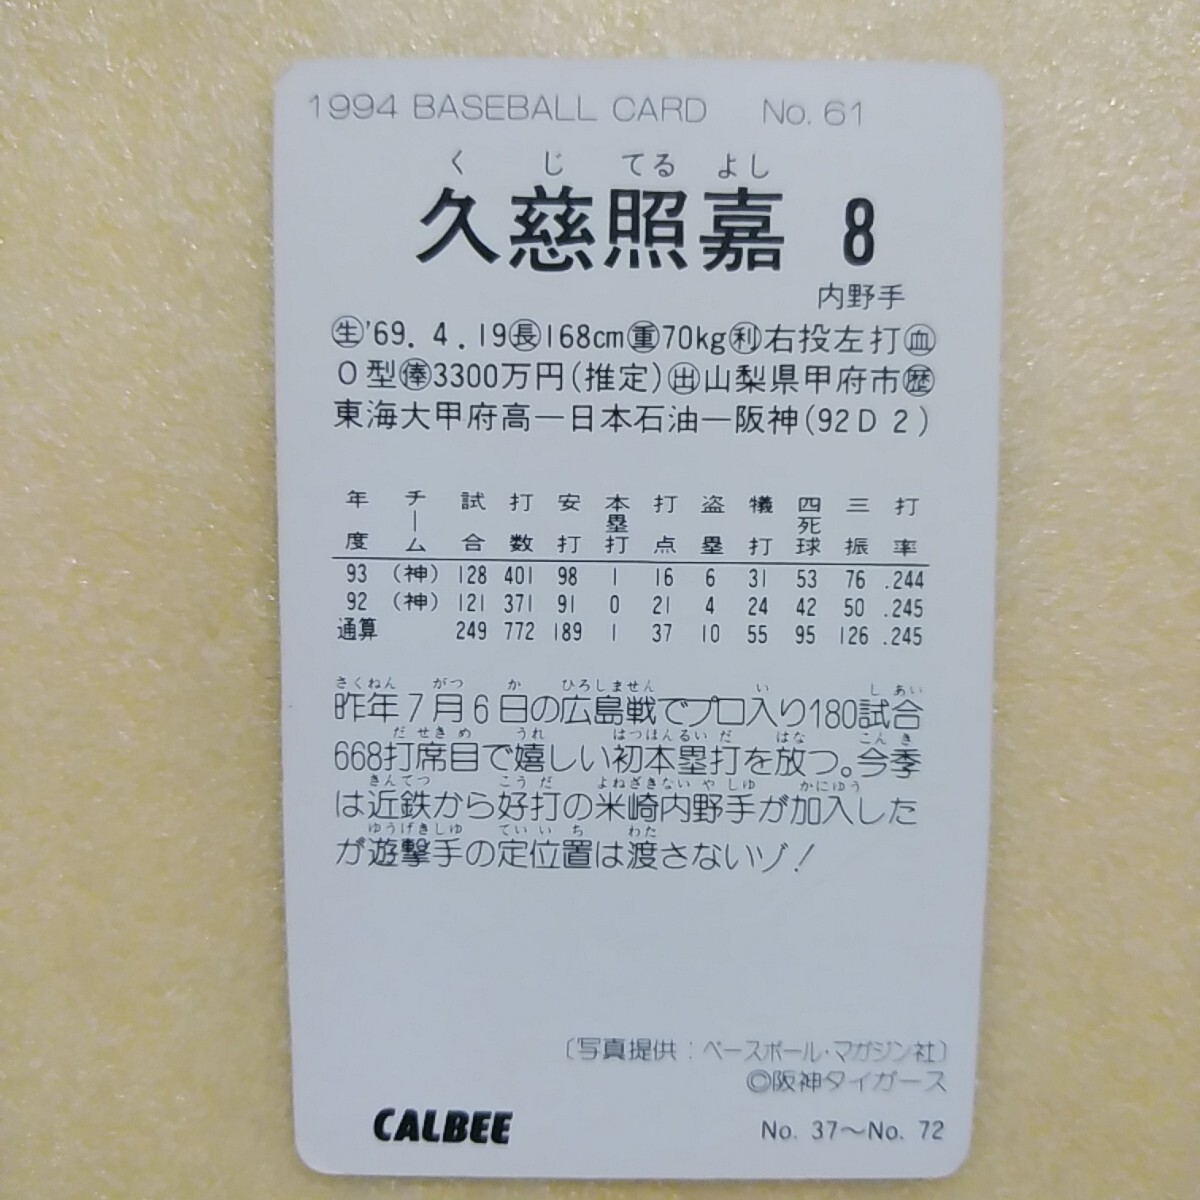 1994 BASEBALL CARD No. 61
く じ てる よし
久慈照嘉 8
内野手
㊗生'69. 4. 19長168cm重70kg利右投左打血
O型俸3300万円(推定)出山梨県甲府市歴
東海大甲府高—日本石油—阪神(92D2)
年度 チーム 試合 打数 安打 本塁打 打点 盗塁 犠打 四死球 三振 打率
93 (神) 128 401 98 1 16 6 31 53 76 .244
92 (神) 121 371 91 0 21 4 24 42 50 .245
通算 249 772 189 1 37 10 55 95 126 .245
さくねん がつ か ひろしません い しあい
昨年7月6日の広島戦でプロ入り180試合
だせきめ うれ はつほんるいだ はな こんき
668打席目で嬉しい初本塁打を放つ。今季
きんてつ こうだ よねざきないやしゅ かにゅう
は近鉄から好打の米崎内野手が加入した
ゆうげきしゅ ていいち わた
が遊撃手の定位置は渡さないゾ!
〔写真提供:ベースボール・マガジン社〕
©阪神タイガース
CALBEE
No. 37〜No. 72